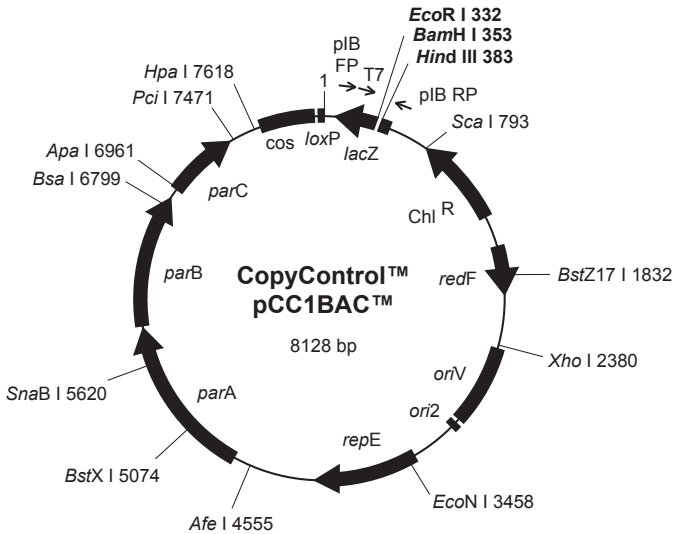 EcoR I 332
BamH I 353
Hind III 383
pIB
FP
T7
1
pIB RP
Hpa I 7618
Pci I 7471
Sca I 793
cos
loxP
lacZ
Apa I 6961
Bsa I 6799
parC
Chl R
parB
CopyControl™
pCC1BAC™
8128 bp
redF
BstZ17 I 1832
Xho I 2380
SnaB I 5620
parA
oriV
ori2
repE
BstX I 5074
EcoN I 3458
Afe I 4555